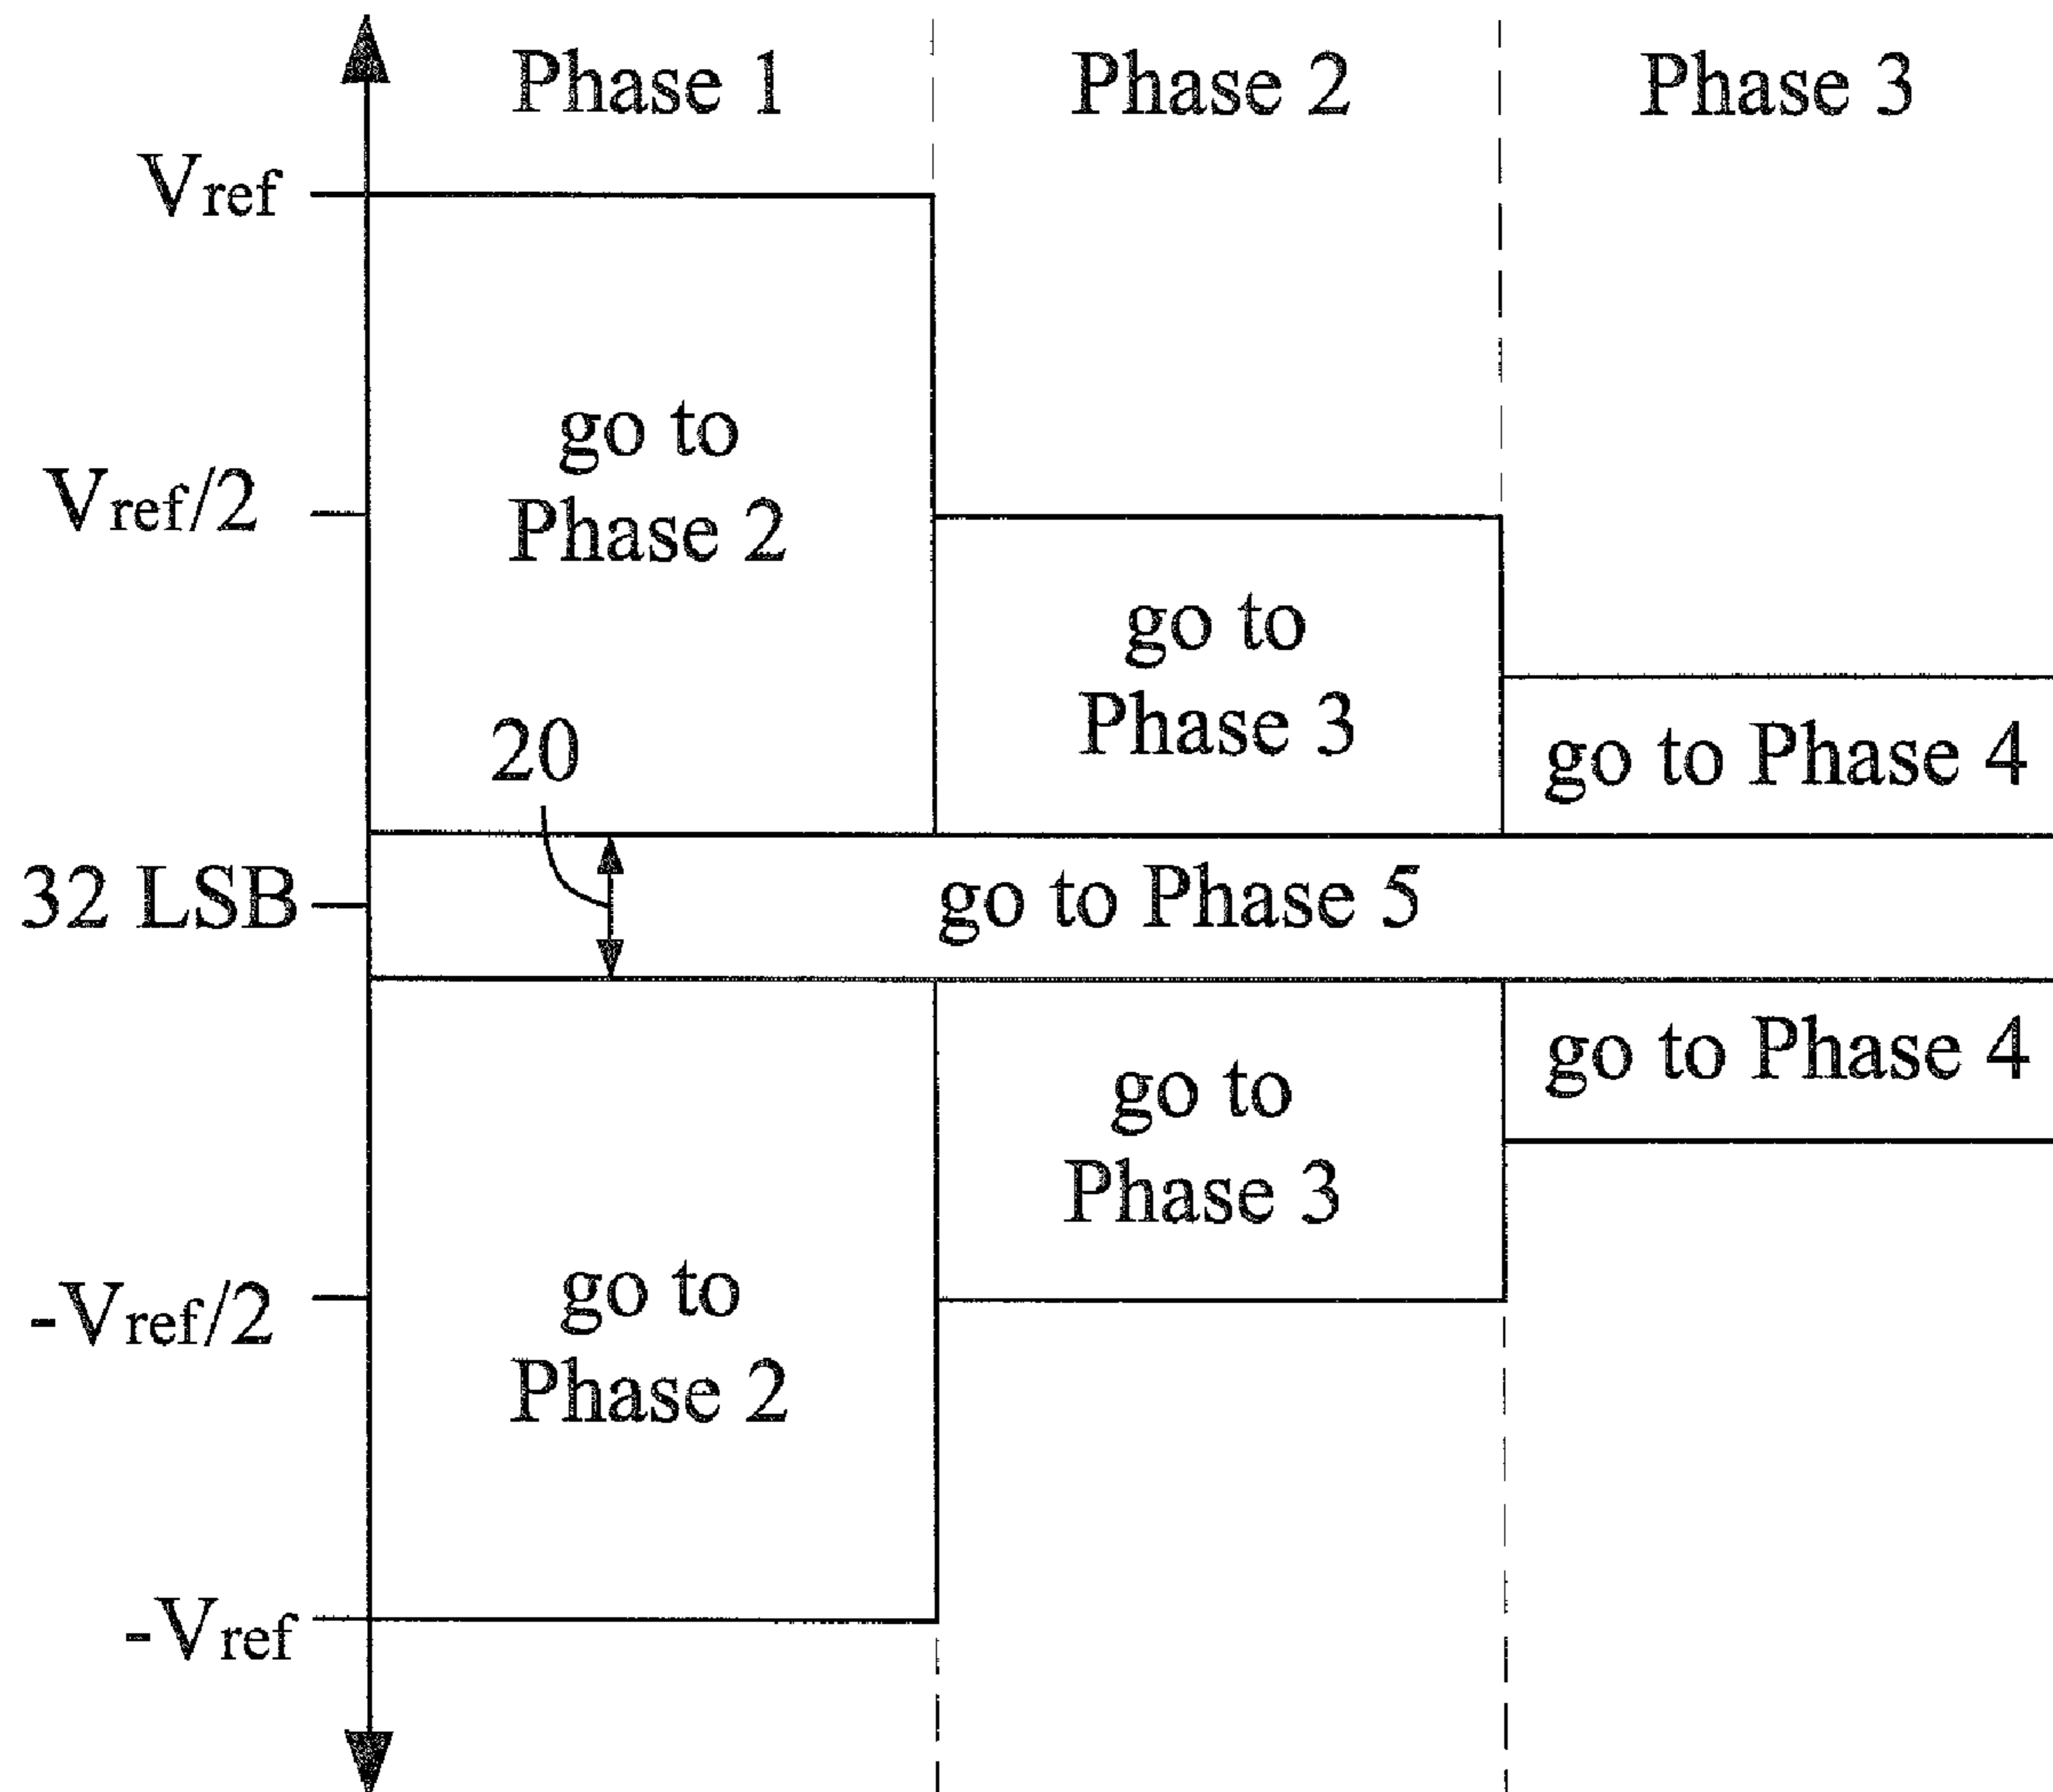 Phase 1
Phase 2
Phase 3
Vref
go to
Phase 2
Vref/2
go to
Phase 3
20
go to Phase 4
32 LSB
go to Phase 5
go to Phase 4
go to
Phase 3
-Vref/2
go to
Phase 2
-Vref